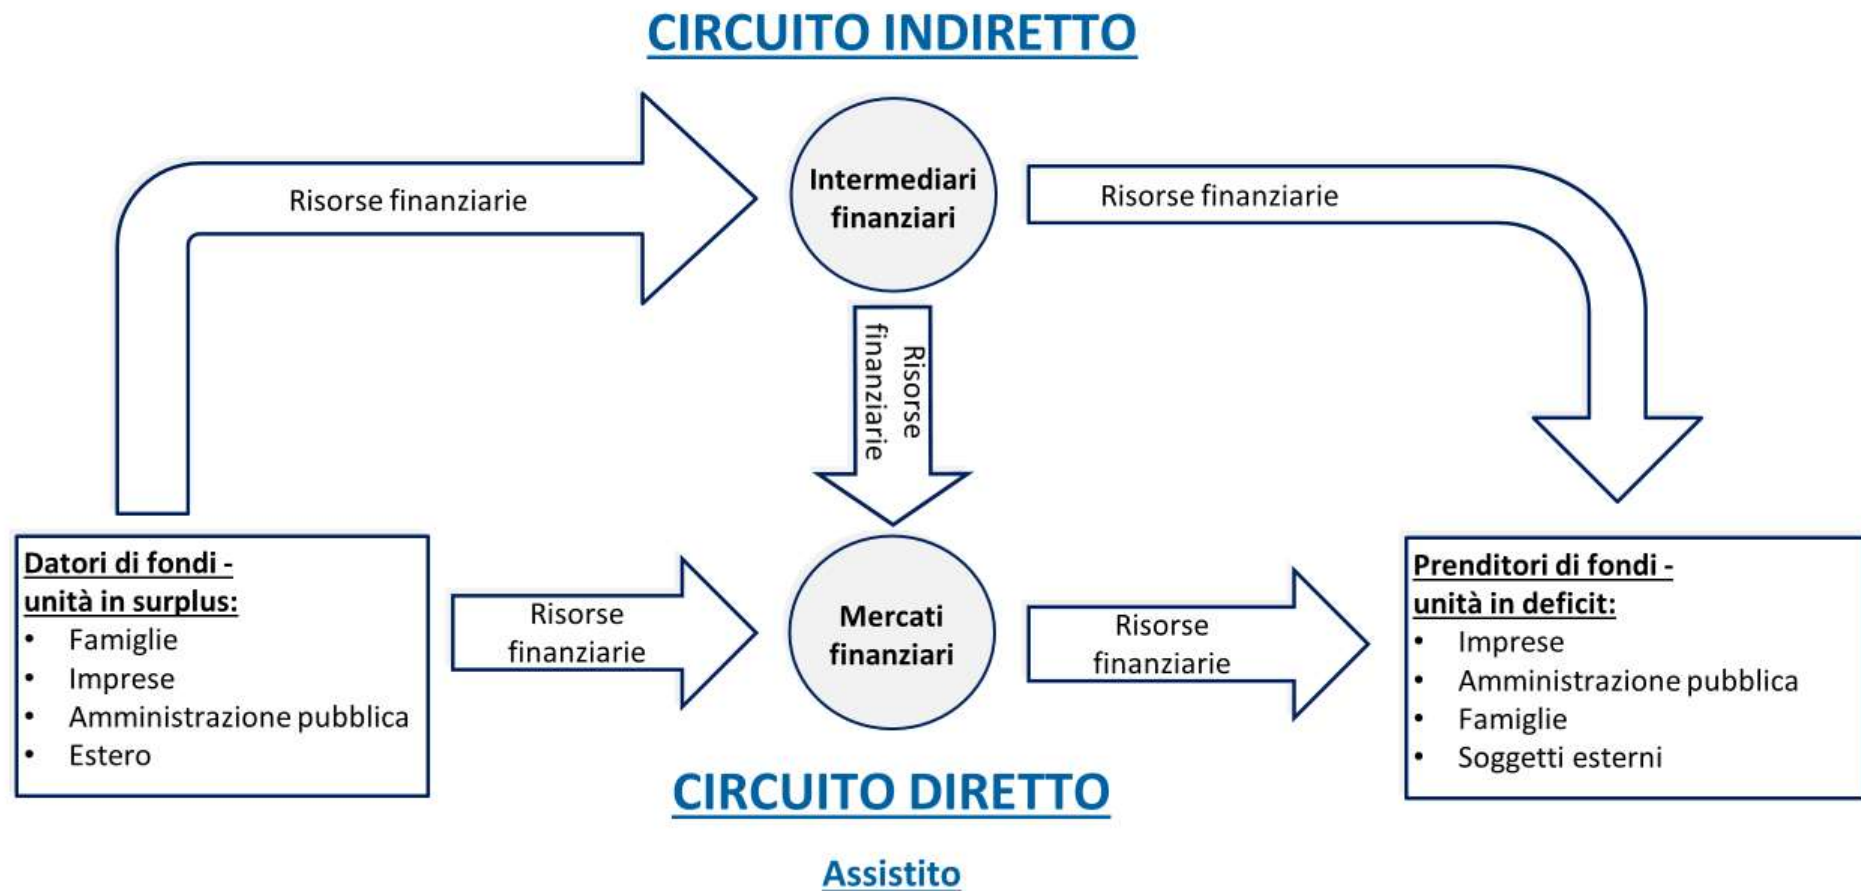 CIRCUITO INDIRETTO
Risorse finanziarie
Intermediari
finanziari
Risorse finanziarie
Risorse
finanziarie
Datori di fondi -
unità in surplus:
• Famiglie
• Imprese
• Amministrazione pubblica
• Estero
Risorse
finanziarie
Mercati
finanziari
Risorse
finanziarie
Prenditori di fondi -
unità in deficit:
• Imprese
• Amministrazione pubblica
• Famiglie
• Soggetti esterni
CIRCUITO DIRETTO
Assistito